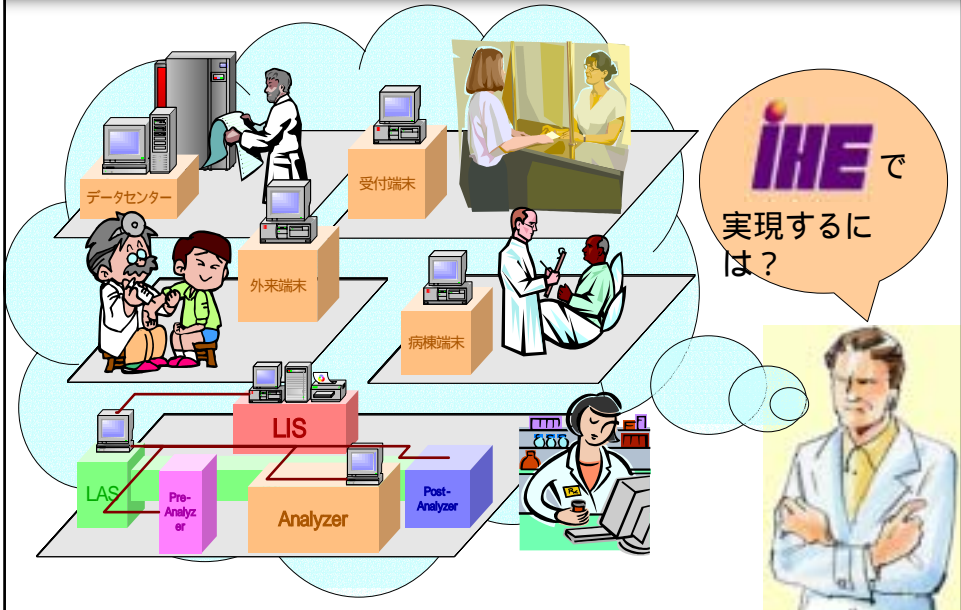 データセンター
受付端末
外来端末
病棟端末
IHE で
実現するに
は？
LIS
LAS
Pre-
Analyz
er
Analyzer
Post-
Analyzer